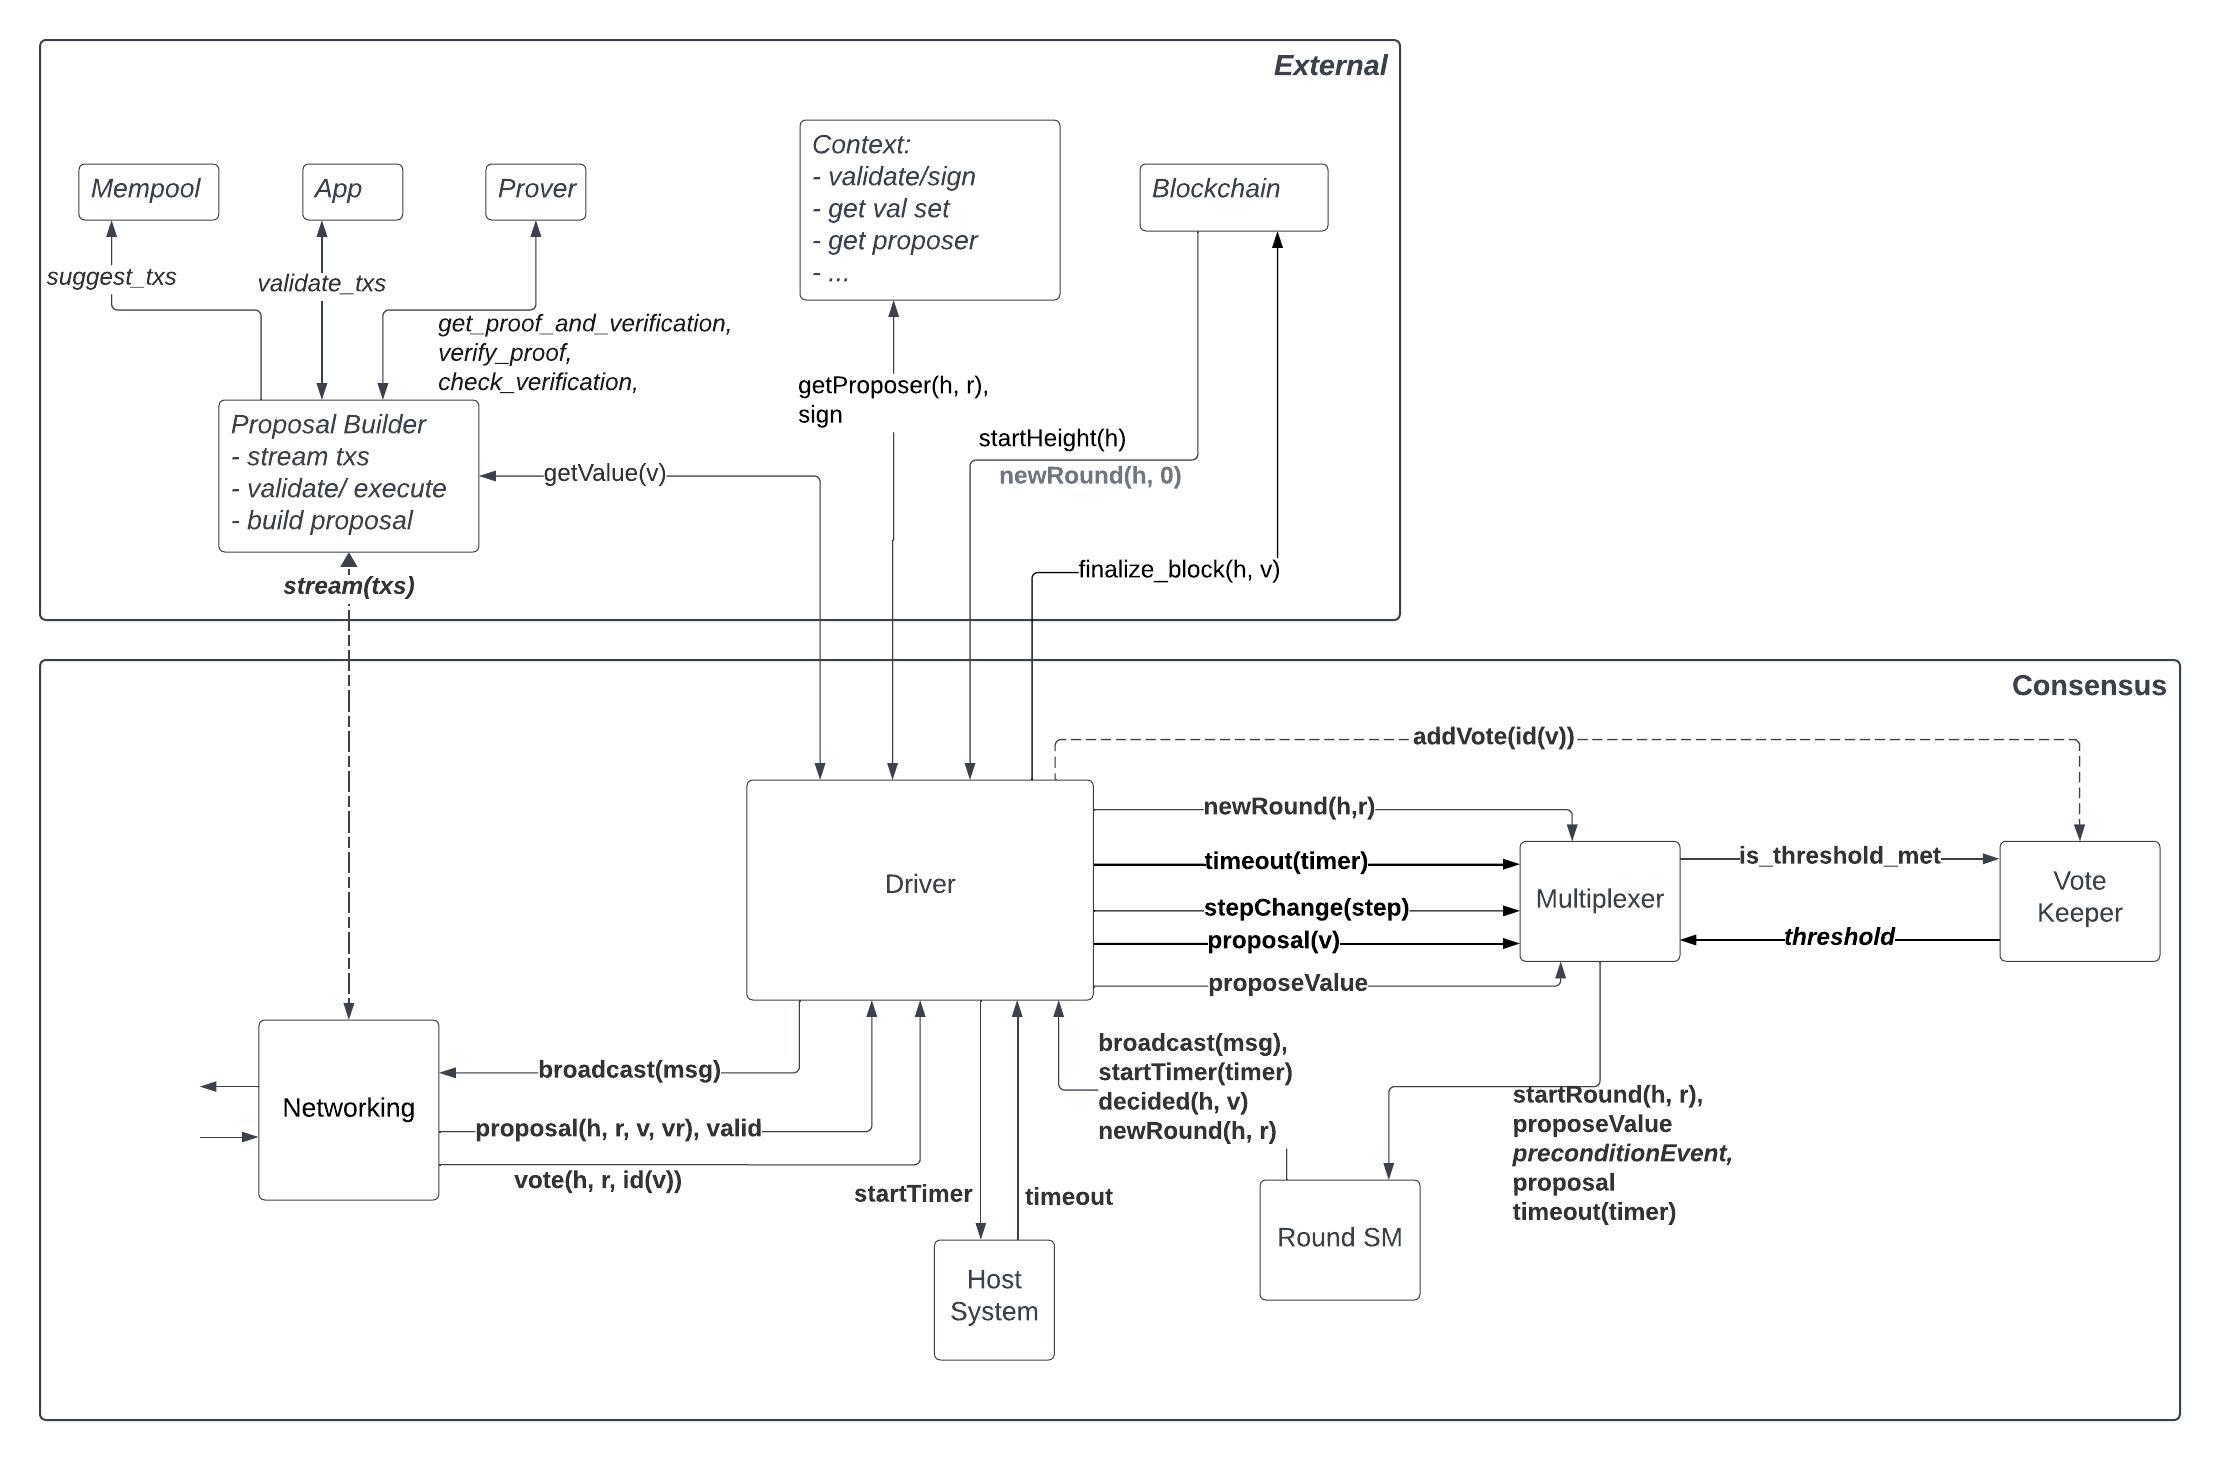 External
Mempool
App
Prover
Context:
- validate/sign
- get val set
- get proposer
- ...
Blockchain
suggest_txs
validate_txs
get_proof_and_verification,
verify_proof,
check_verification,
getProposer(h, r),
sign
Proposal Builder
- stream txs
- validate/ execute
- build proposal
getValue(v)
startHeight(h)
newRound(h, 0)
finalize_block(h, v)
stream(txs)
Consensus
addVote(id(v))
newRound(h,r)
timeout(timer)
stepChange(step)
proposal(v)
proposeValue
Driver
Multiplexer
is_threshold_met
threshold
Vote
Keeper
Networking
broadcast(msg)
proposal(h, r, v, vr), valid
vote(h, r, id(v))
startTimer
timeout
broadcast(msg),
startTimer(timer)
decided(h, v)
newRound(h, r)
startRound(h, r),
proposeValue
preconditionEvent,
proposal
timeout(timer)
Round SM
Host
System